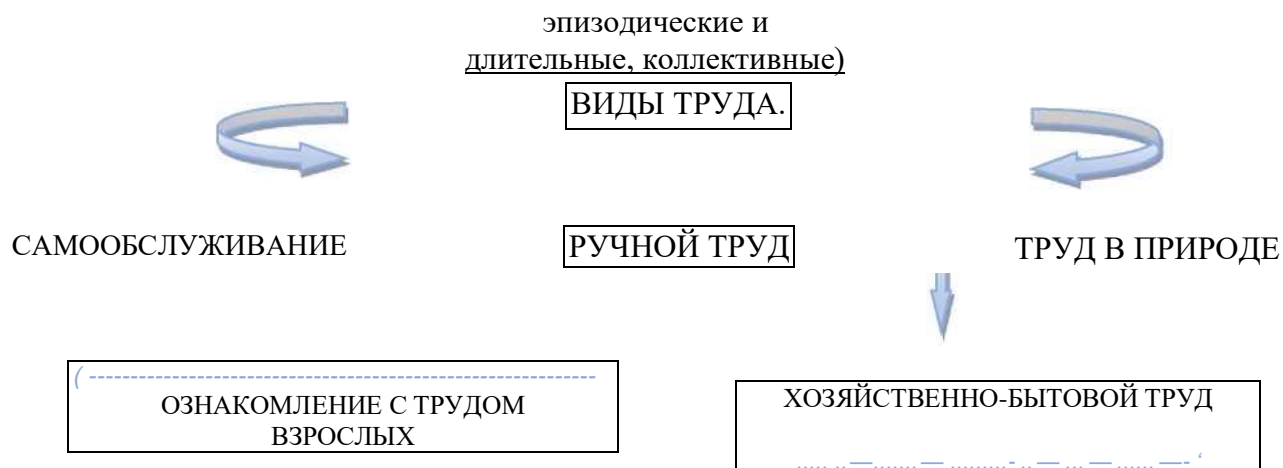 эпизодические и
длительные, коллективные)
ВИДЫ ТРУДА.
САМООБСЛУЖИВАНИЕ
РУЧНОЙ ТРУД
ТРУД В ПРИРОДЕ
ОЗНАКОМЛЕНИЕ С ТРУДОМ
ВЗРОСЛЫХ
ХОЗЯЙСТВЕННО-БЫТОВОЙ ТРУД